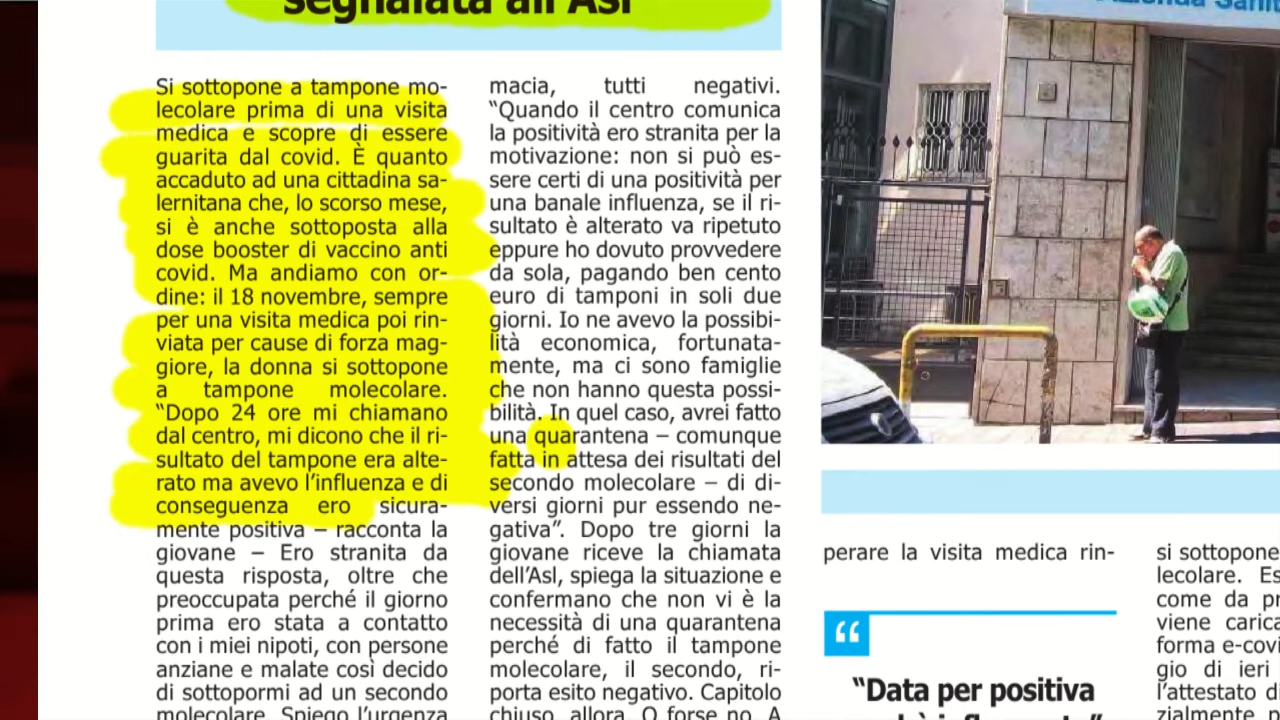 segnalata all'Asl
Si sottopone a tampone mo-
lecolare prima di una visita
medica e scopre di essere
guarita dal covid. È quanto
accaduto ad una cittadina sa-
lernitana che, lo scorso mese,
si è anche sottoposta alla
dose booster di vaccino anti
covid. Ma andiamo con or-
dine: il 18 novembre, sempre
per una visita medica poi rin-
viata per cause di forza mag-
giore, la donna si sottopone
a tampone molecolare.
“Dopo 24 ore mi chiamano
dal centro, mi dicono che il ri-
sultato del tampone era alte-
rato ma avevo l’influenza e di
conseguenza ero sicura-
mente positiva – racconta la
giovane – Ero stranita da
questa risposta, oltre che
preoccupata perché il giorno
prima ero stata a contatto
con i miei nipoti, con persone
anziane e malate così decido
di sottopormi ad un secondo
molecolare. Spiego l’urgenza
macia, tutti negativi.
“Quando il centro comunica
la positività ero stranita per la
motivazione: non si può es-
sere certi di una positività per
una banale influenza, se il ri-
sultato è alterato va ripetuto
eppure ho dovuto provvedere
da sola, pagando ben cento
euro di tamponi in soli due
giorni. Io ne avevo la possibi-
lità economica, fortunata-
mente, ma ci sono famiglie
che non hanno questa possi-
bilità. In quel caso, avrei fatto
una quarantena – comunque
fatta in attesa dei risultati del
secondo molecolare – di di-
versi giorni pur essendo ne-
gativa”. Dopo tre giorni la
giovane riceve la chiamata
dell’Asl, spiega la situazione e
confermano che non vi è la
necessità di una quarantena
perché di fatto il tampone
molecolare, il secondo, ri-
porta esito negativo. Capitolo
chiuso, allora. O forse no. A
Azienda Sanit
perare la visita medica rin-
“Data per positiva
si sottopone
lecolare. Es
come da pr
viene carica
forma e-covi
gio di ieri
l’attestato d
zialmente n